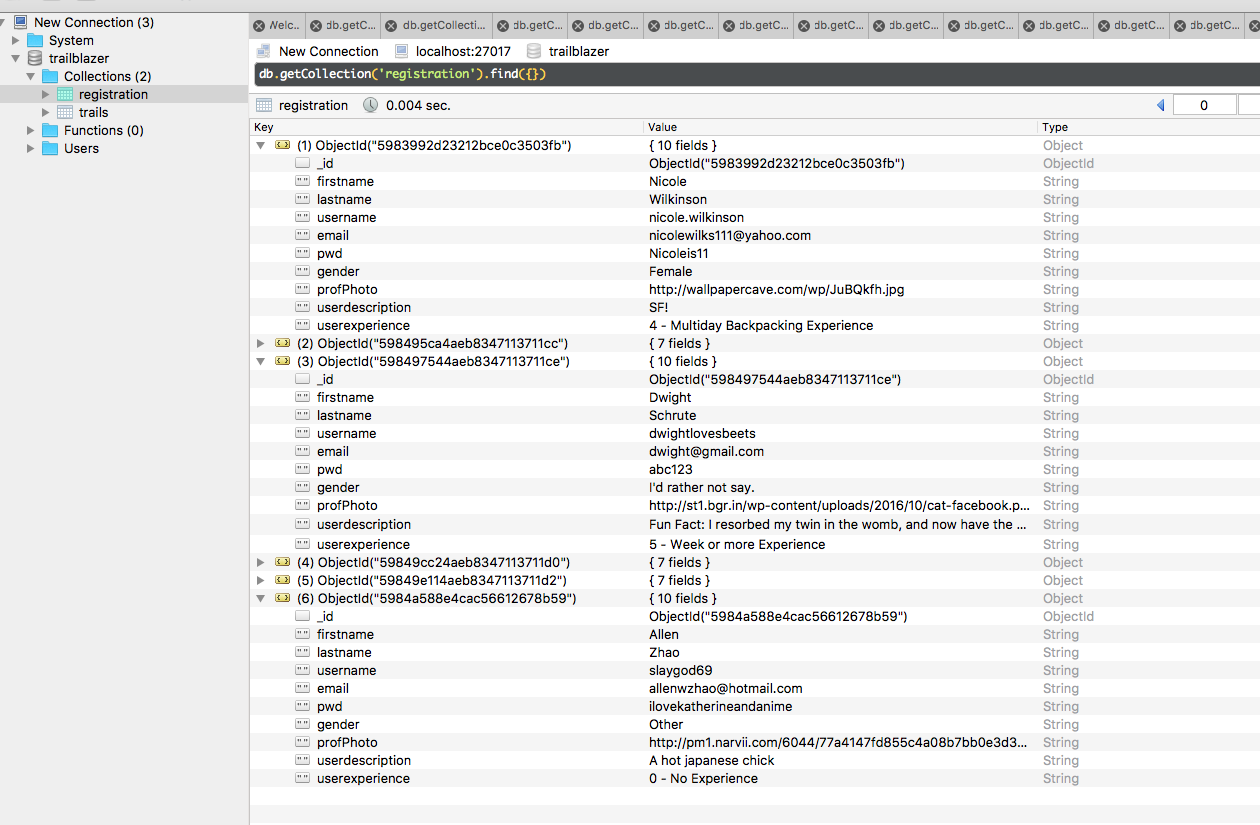 New Connection (3)
System
trailblazer
Collections (2)
registration
trails
Functions (0)
Users
Welc... db.getC... db.getCollecti... db.getC... db.getC... db.getC... db.getC... db.getC... db.getC... db.getC... db.getC... db.getC... db.getC...
New Connection localhost:27017 trailblazer
db.getCollection('registration').find({})
registration 0.004 sec. 0
Key Value Type
(1) ObjectId("5983992d23212bce0c3503fb") { 10 fields } Object
_id ObjectId("5983992d23212bce0c3503fb") ObjectId
firstname Nicole String
lastname Wilkinson String
username nicole.wilkinson String
email nicolewilks111@yahoo.com String
pwd Nicoleis11 String
gender Female String
profPhoto http://wallpapercave.com/wp/JuBQkfh.jpg String
userdescription SF! String
userexperience 4 - Multiday Backpacking Experience String
(2) ObjectId("598495ca4aeb8347113711cc") { 7 fields } Object
(3) ObjectId("598497544aeb8347113711ce") { 10 fields } Object
_id ObjectId("598497544aeb8347113711ce") ObjectId
firstname Dwight String
lastname Schrute String
username dwightlovesbeets String
email dwight@gmail.com String
pwd abc123 String
gender I'd rather not say. String
profPhoto http://st1.bgr.in/wp-content/uploads/2016/10/cat-facebook.p... String
userdescription Fun Fact: I resorbed my twin in the womb, and now have the ... String
userexperience 5 - Week or more Experience String
(4) ObjectId("59849cc24aeb8347113711d0") { 7 fields } Object
(5) ObjectId("59849e114aeb8347113711d2") { 7 fields } Object
(6) ObjectId("5984a588e4cac56612678b59") { 10 fields } Object
_id ObjectId("5984a588e4cac56612678b59") ObjectId
firstname Allen String
lastname Zhao String
username slaygod69 String
email allenwzhao@hotmail.com String
pwd ilovekatherineandanime String
gender Other String
profPhoto http://pm1.narvii.com/6044/77a4147fd855c4a08b7bb0e3d3... String
userdescription A hot japanese chick String
userexperience 0 - No Experience String